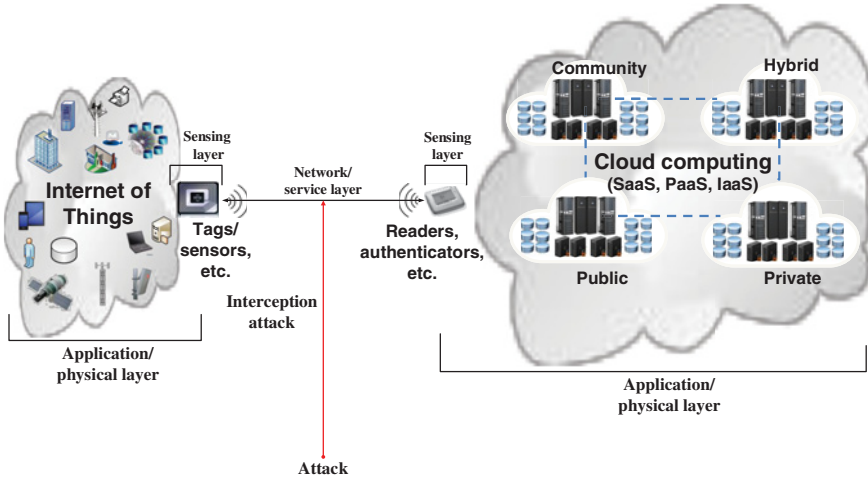 Community
Hybrid
Sensing
layer
Sensing
layer
Internet of
Things
Network/
service layer
Cloud computing
(SaaS, PaaS, IaaS)
Tags/
sensors,
etc.
Readers,
authenticators,
etc.
Public
Private
Interception
attack
Application/
physical layer
Application/
physical layer
Attack